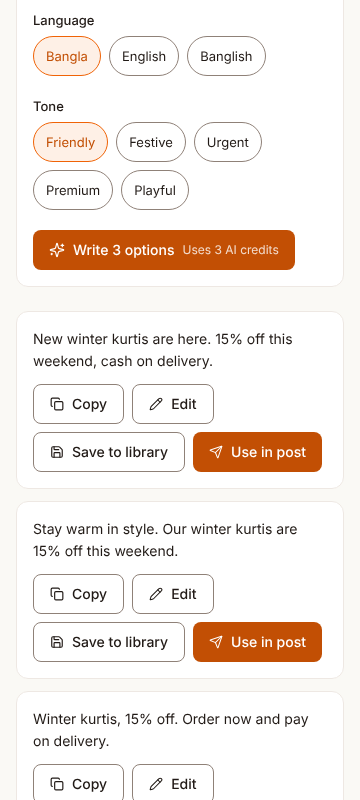 Language
Bangla English Banglish
Tone
Friendly Festive Urgent
Premium Playful
Write 3 options Uses 3 AI credits
New winter kurtis are here. 15% off this
weekend, cash on delivery.
Copy Edit
Save to library Use in post
Stay warm in style. Our winter kurtis are
15% off this weekend.
Copy Edit
Save to library Use in post
Winter kurtis, 15% off. Order now and pay
on delivery.
Copy Edit